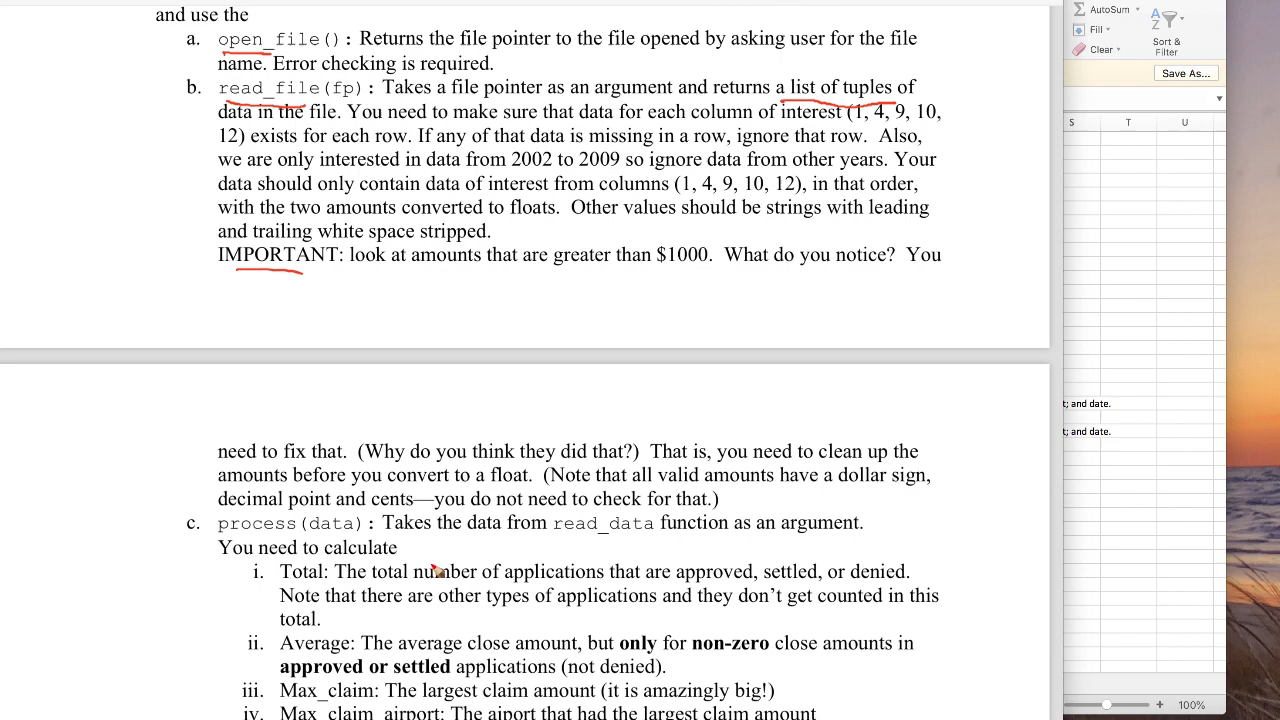 and use the
a. open_file(): Returns the file pointer to the file opened by asking user for the file
name. Error checking is required.
b. read_file(fp): Takes a file pointer as an argument and returns a list of tuples of
data in the file. You need to make sure that data for each column of interest (1, 4, 9, 10,
12) exists for each row. If any of that data is missing in a row, ignore that row. Also,
we are only interested in data from 2002 to 2009 so ignore data from other years. Your
data should only contain data of interest from columns (1, 4, 9, 10, 12), in that order,
with the two amounts converted to floats. Other values should be strings with leading
and trailing white space stripped.
IMPORTANT: look at amounts that are greater than $1000. What do you notice? You
need to fix that. (Why do you think they did that?) That is, you need to clean up the
amounts before you convert to a float. (Note that all valid amounts have a dollar sign,
decimal point and cents—you do not need to check for that.)
c. process(data): Takes the data from read_data function as an argument.
You need to calculate
i. Total: The total number of applications that are approved, settled, or denied.
Note that there are other types of applications and they don't get counted in this
total.
ii. Average: The average close amount, but only for non-zero close amounts in
approved or settled applications (not denied).
iii. Max_claim: The largest claim amount (it is amazingly big!)
iv. Max_claim_airport: The aiport that had the largest claim amount
AutoSum
Fill
Clear
Sort &
Filter
Save As...
S T U
t; and date.
t; and date.
100%